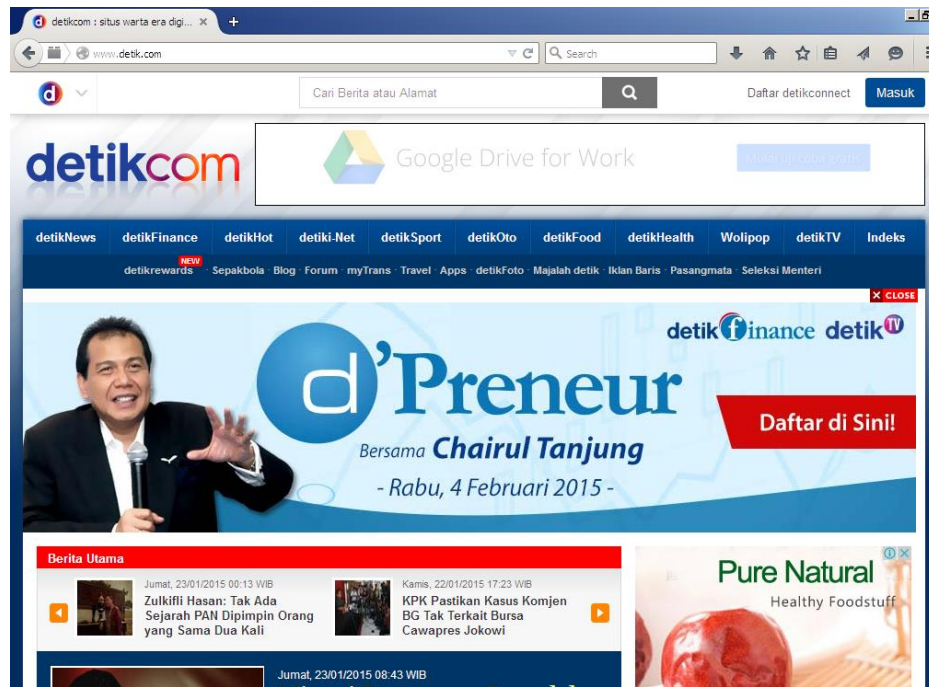 detikcom : situs warta era digi...
www.detik.com
Search
Cari Berita atau Alamat
Daftar detikconnect
Masuk
detikcom
Google Drive for Work
detikNews detikFinance detikHot detiki-Net detikSport detikOto detikFood detikHealth Wolipop detikTV Indeks
NEW
detikrewards · Sepakbola · Blog · Forum · myTrans · Travel · Apps · detikFoto · Majalah detik · Iklan Baris · Pasangmata · Seleksi Menteri
X CLOSE
detikfinance detikTV
d'Preneur
Bersama Chairul Tanjung
- Rabu, 4 Februari 2015 -
Daftar di Sini!
Berita Utama
Jumat, 23/01/2015 00:13 WIB
Zulkifli Hasan: Tak Ada
Sejarah PAN Dipimpin Orang
yang Sama Dua Kali
Kamis, 22/01/2015 17:23 WIB
KPK Pastikan Kasus Komjen
BG Tak Terkait Bursa
Cawapres Jokowi
Jumat, 23/01/2015 08:43 WIB
Pure Natural
Healthy Foodstuff